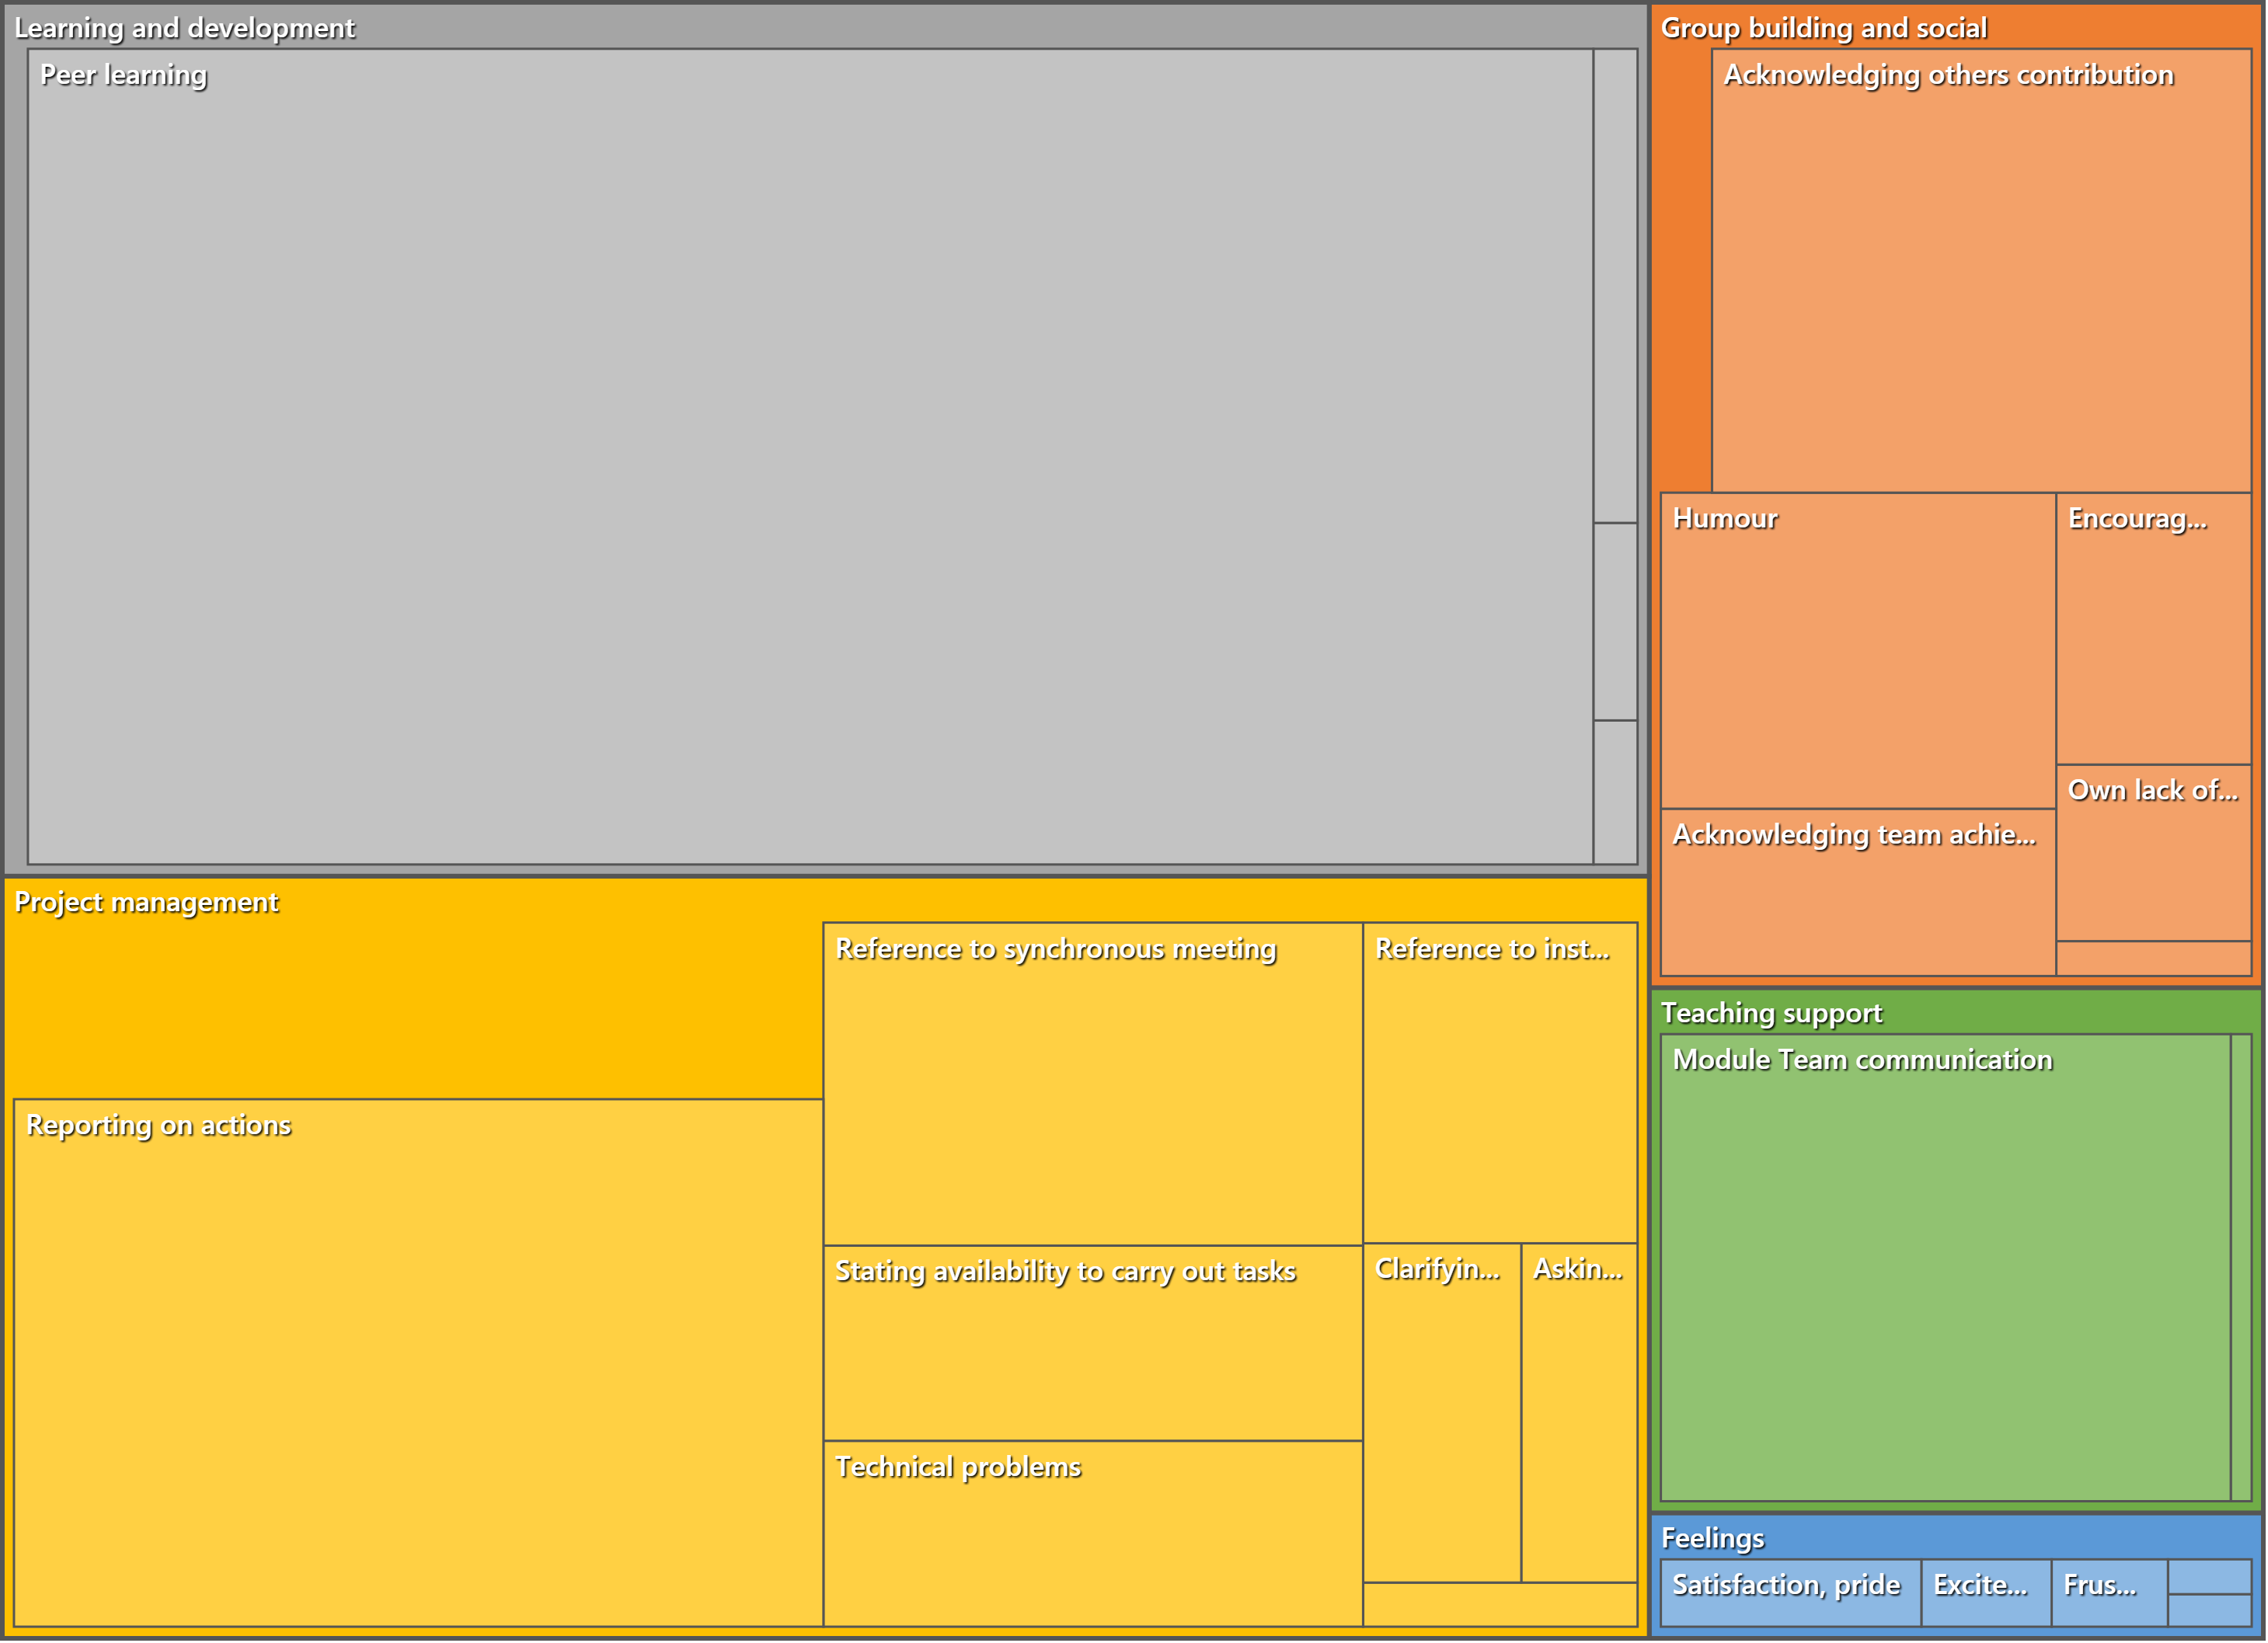 Learning and development
Peer learning
Group building and social
Acknowledging others contribution
Humour
Encourag...
Own lack of...
Acknowledging team achie...
Project management
Reference to synchronous meeting
Reference to inst...
Reporting on actions
Stating availability to carry out tasks
Clarifyin...
Askin...
Technical problems
Teaching support
Module Team communication
Feelings
Satisfaction, pride
Excite...
Frus...